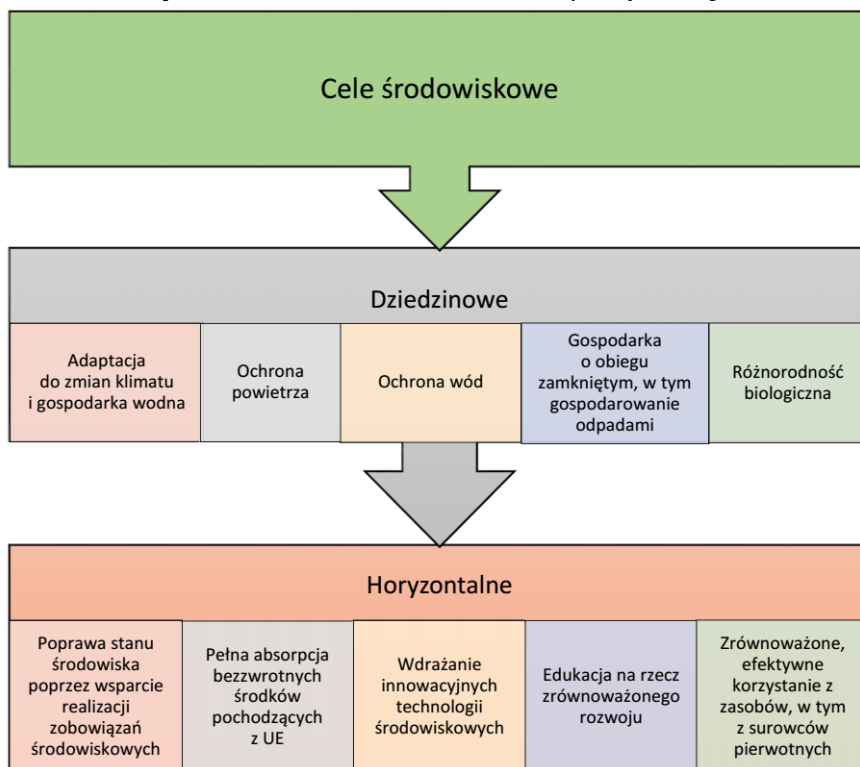 Cele środowiskowe
Dziedzinowe
Adaptacja
do zmian klimatu
i gospodarka wodna
Ochrona
powietrza
Ochrona wód
Gospodarka
o obiegu
zamkniętym, w tym
gospodarowanie
odpadami
Różnorodność
biologiczna
Horyzontalne
Poprawa stanu
środowiska
poprzez wsparcie
realizacji
zobowiązań
środowiskowych
Pełna absorpcja
bezzwrotnych
środków
pochodzących
z UE
Wdrażanie
innowacyjnych
technologii
środowiskowych
Edukacja na rzecz
zrównoważonego
rozwoju
Zrównoważone,
efektywne
korzystanie z
zasobów, w tym
z surowców
pierwotnych